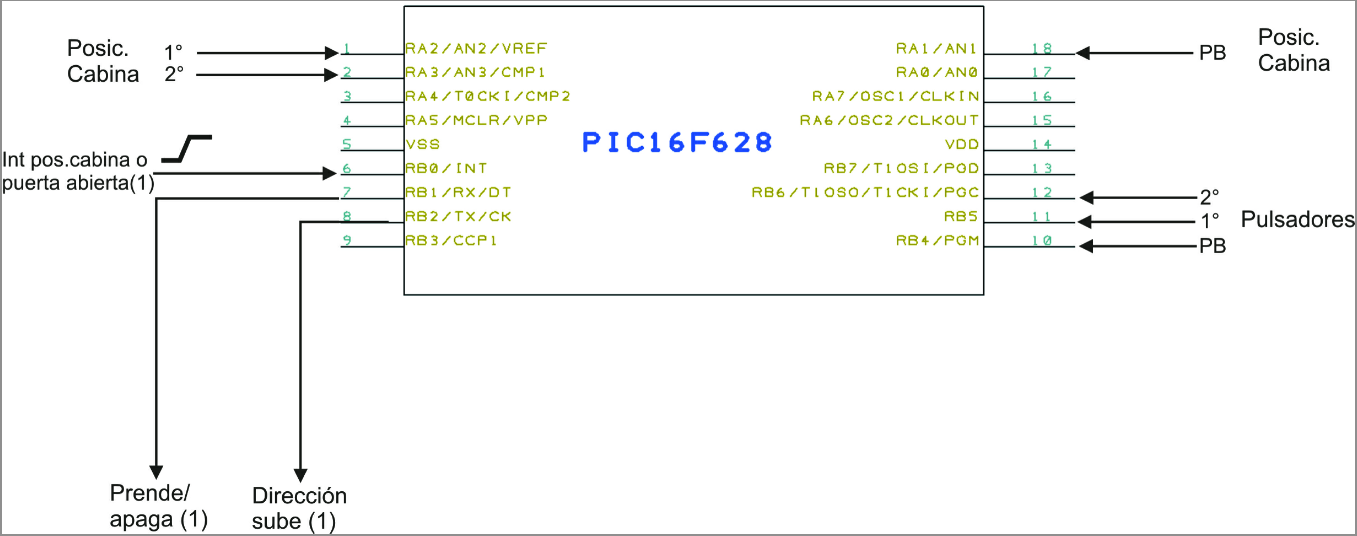 Posic.
Cabina
1°
2°
Int pos.cabina o
puerta abierta(1)
1 RA2/AN2/VREF
2 RA3/AN3/CMP1
3 RA4/T0CKI/CMP2
4 RA5/MCLR/VPP
5 VSS
6 RB0/INT
7 RB1/RX/DT
8 RB2/TX/CK
9 RB3/CCP1
PIC16F628
RA1/AN1 18
RA0/AN0 17
RA7/OSC1/CLKIN 16
RA6/OSC2/CLKOUT 15
VDD 14
RB7/T1OSI/PGD 13
RB6/T1OSO/T1CKI/PGC 12
RB5 11
RB4/PGM 10
PB
Posic.
Cabina
2°
1°
PB
Pulsadores
Prende/
apaga (1)
Dirección
sube (1)